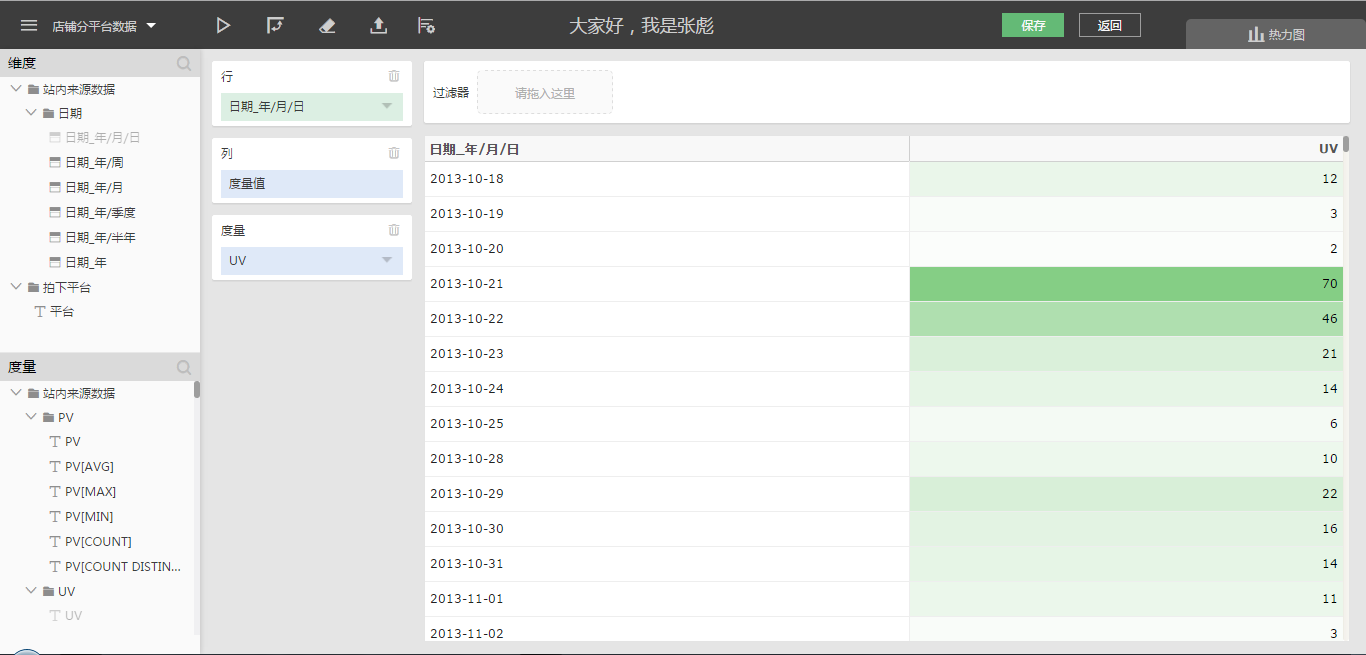 店铺分平台数据
大家好，我是张彪
保存
返回
热力图
维度
站内来源数据
日期
日期_年/月/日
日期_年/周
日期_年/月
日期_年/季度
日期_年/半年
日期_年
拍下平台
平台
度量
站内来源数据
PV
PV
PV[AVG]
PV[MAX]
PV[MIN]
PV[COUNT]
PV[COUNT DISTIN...
UV
UV
行
日期_年/月/日
列
度量值
度量
UV
过滤器 请拖入这里
日期_年/月/日 UV
2013-10-18 12
2013-10-19 3
2013-10-20 2
2013-10-21 70
2013-10-22 46
2013-10-23 21
2013-10-24 14
2013-10-25 6
2013-10-28 10
2013-10-29 22
2013-10-30 16
2013-10-31 14
2013-11-01 11
2013-11-02 3